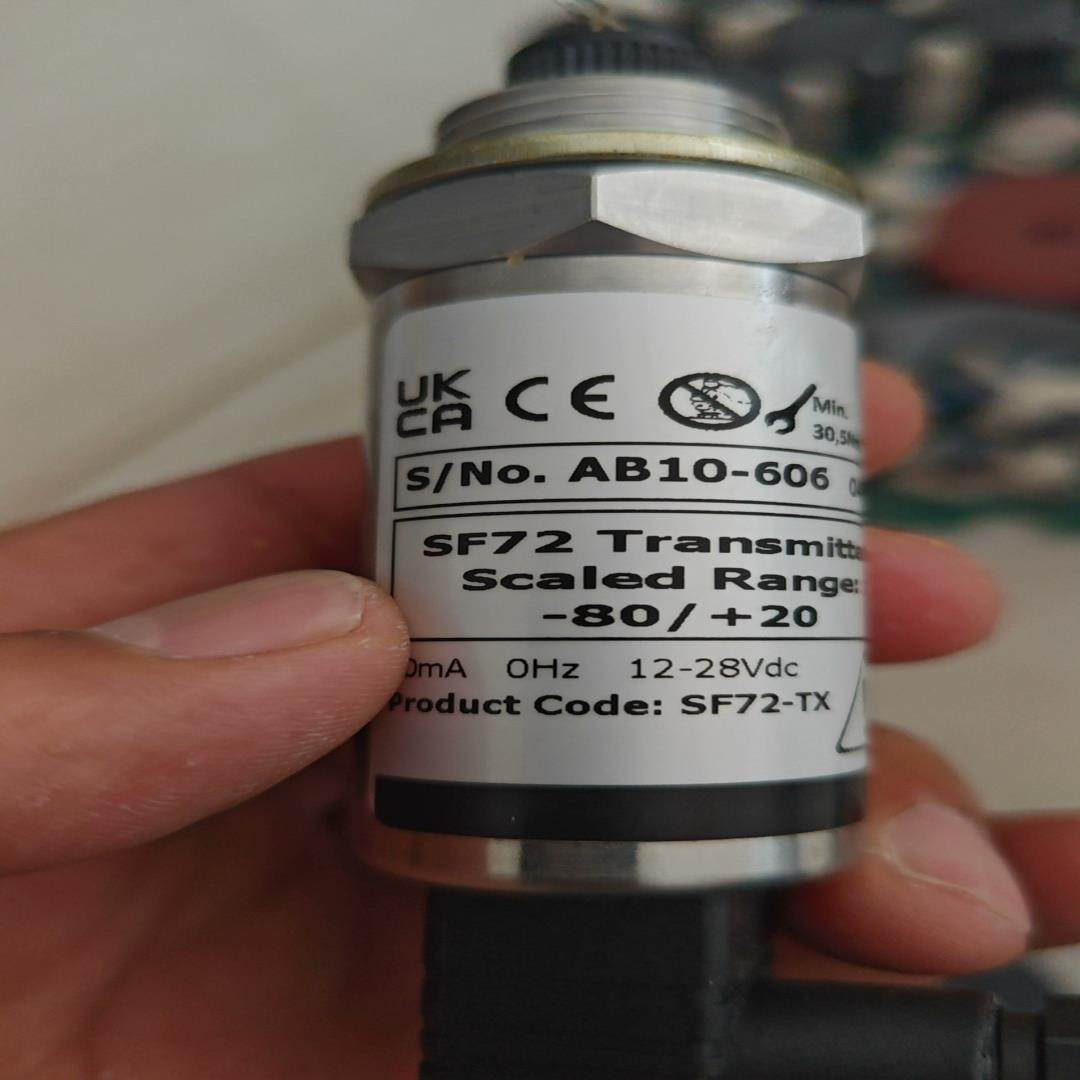 UK
CA CE Min.
S/No. AB10-606
SF72 Transmitte
Scaled Range:
-80/+20
0mA 0Hz 12-28Vdc
Product Code: SF72-TX